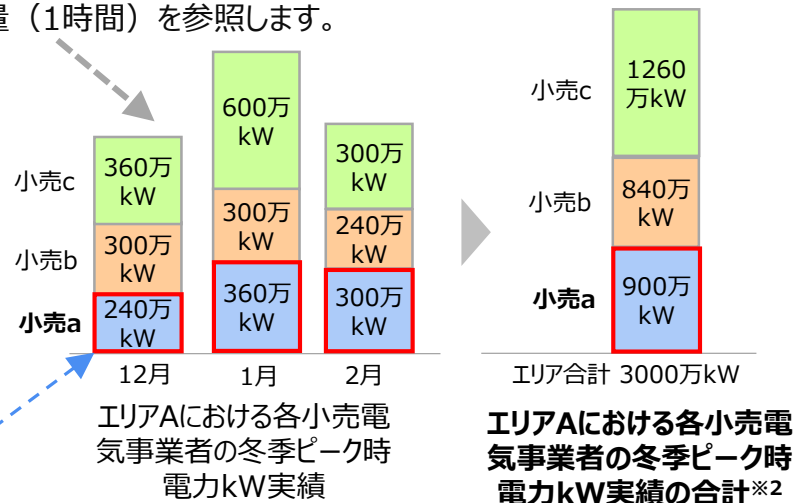 量（1時間）を参照します。
小売c
小売b
小売a
360万
kW
300万
kW
240万
kW
600万
kW
300万
kW
360万
kW
300万
kW
240万
kW
300万
kW
12月
1月
2月
エリアAにおける各小売電
気事業者の冬季ピーク時
電力kW実績
小売c
小売b
小売a
1260
万kW
840万
kW
900万
kW
エリア合計 3000万kW
エリアAにおける各小売電
気事業者の冬季ピーク時
電力kW実績の合計※2